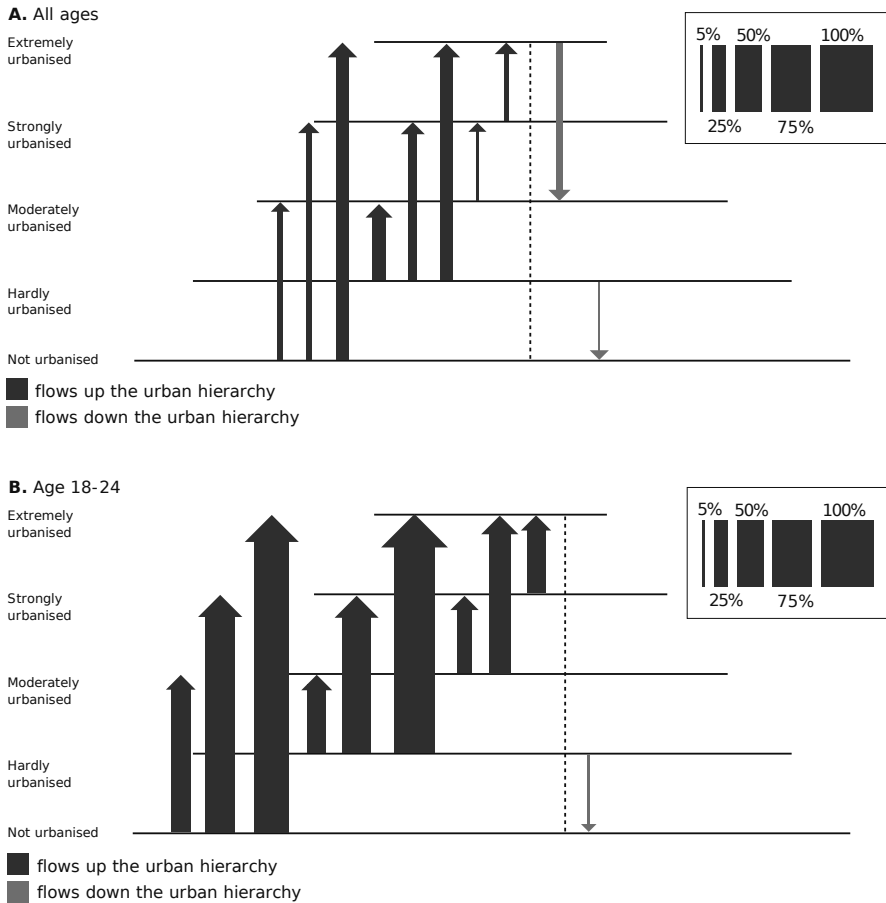 A. All ages
Extremely
urbanised
Strongly
urbanised
Moderately
urbanised
Hardly
urbanised
Not urbanised
5% 50% 100%
25% 75%
flows up the urban hierarchy
flows down the urban hierarchy
B. Age 18-24
Extremely
urbanised
Strongly
urbanised
Moderately
urbanised
Hardly
urbanised
Not urbanised
5% 50% 100%
25% 75%
flows up the urban hierarchy
flows down the urban hierarchy